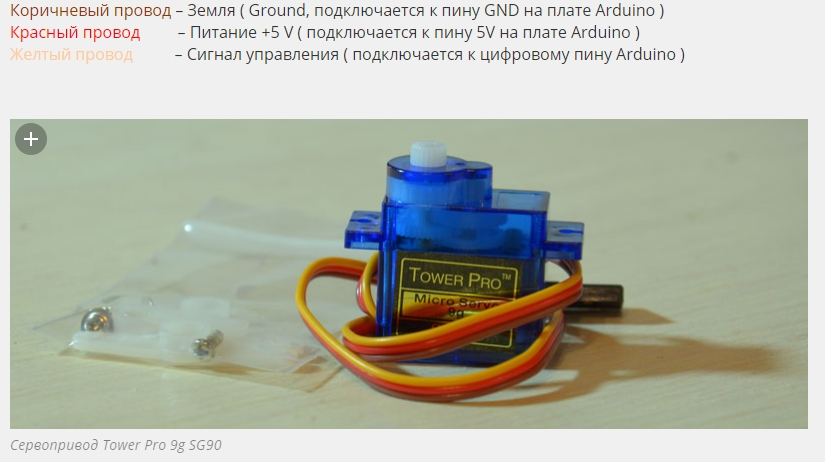 Коричневый провод – Земля ( Ground, подключается к пину GND на плате Arduino )
Красный провод – Питание +5 V ( подключается к пину 5V на плате Arduino )
Желтый провод – Сигнал управления ( подключается к цифровому пину Arduino )
TOWER PRO™
Micro Servo
9g
Сервопривод Tower Pro 9g SG90